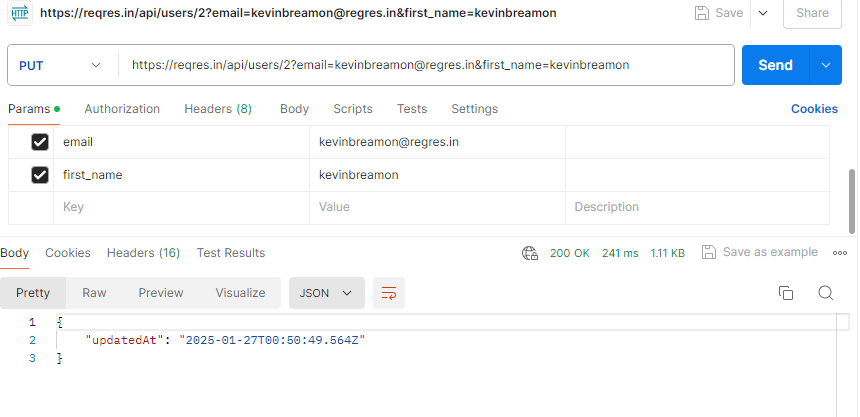 HTTP https://reqres.in/api/users/2?email=kevinbreamon@regres.in&first_name=kevinbreamon Save Share
PUT https://reqres.in/api/users/2?email=kevinbreamon@regres.in&first_name=kevinbreamon Send
Params Authorization Headers (8) Body Scripts Tests Settings Cookies
email kevinbreamon@regres.in
first_name kevinbreamon
Key Value Description
Body Cookies Headers (16) Test Results 200 OK 241 ms 1.11 KB Save as example
Pretty Raw Preview Visualize JSON
1 {
2 "updatedAt": "2025-01-27T00:50:49.564Z"
3 }